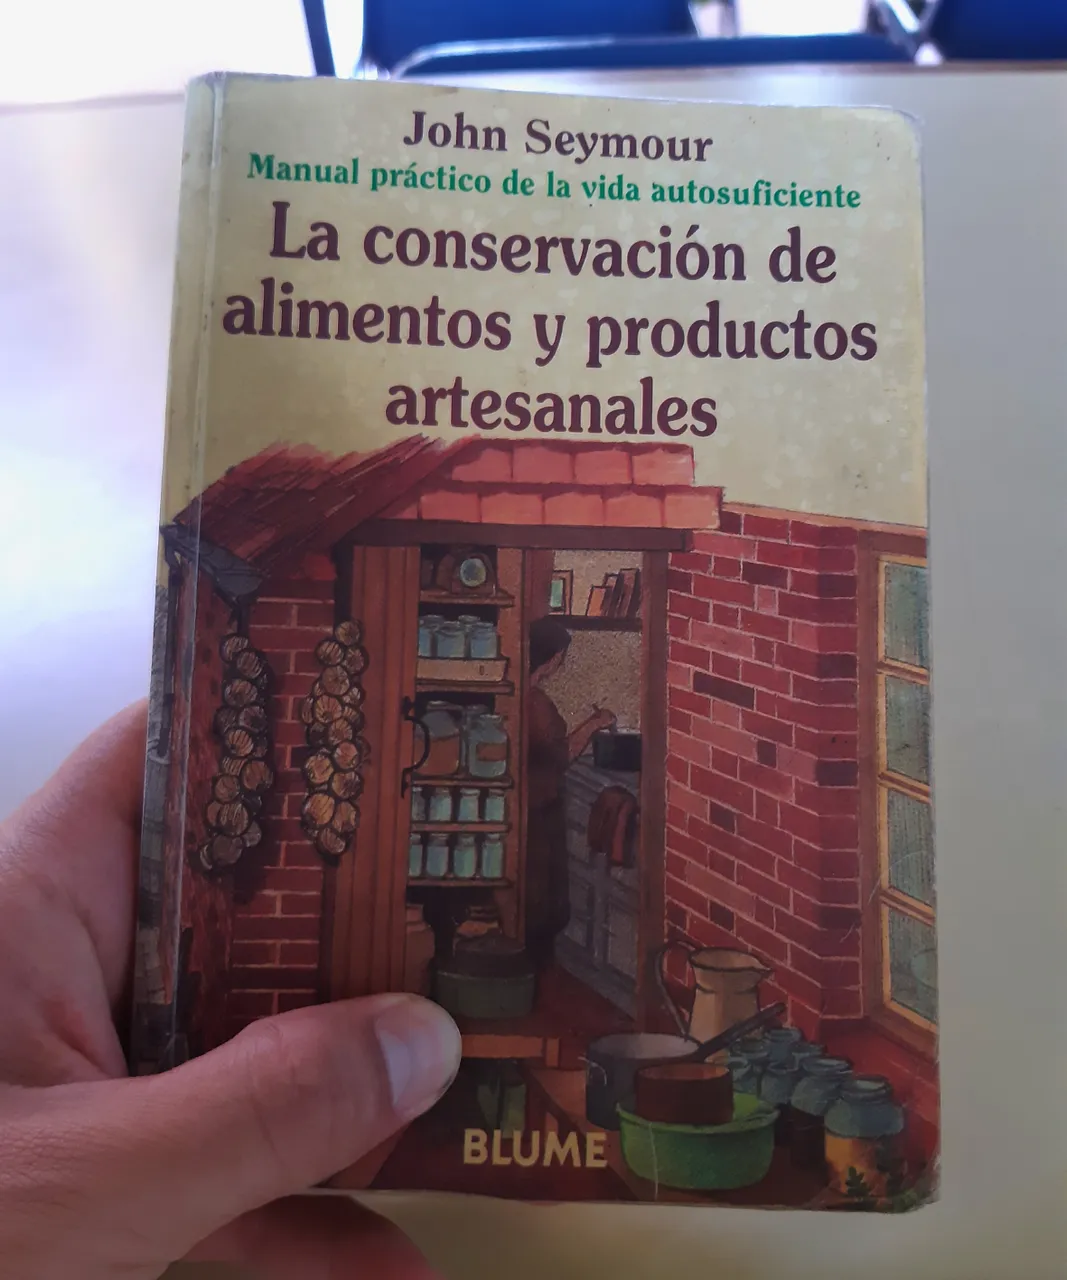 John Seymour
Manual práctico de la vida autosuficiente
La conservación de
alimentos y productos
artesanales
BLUME